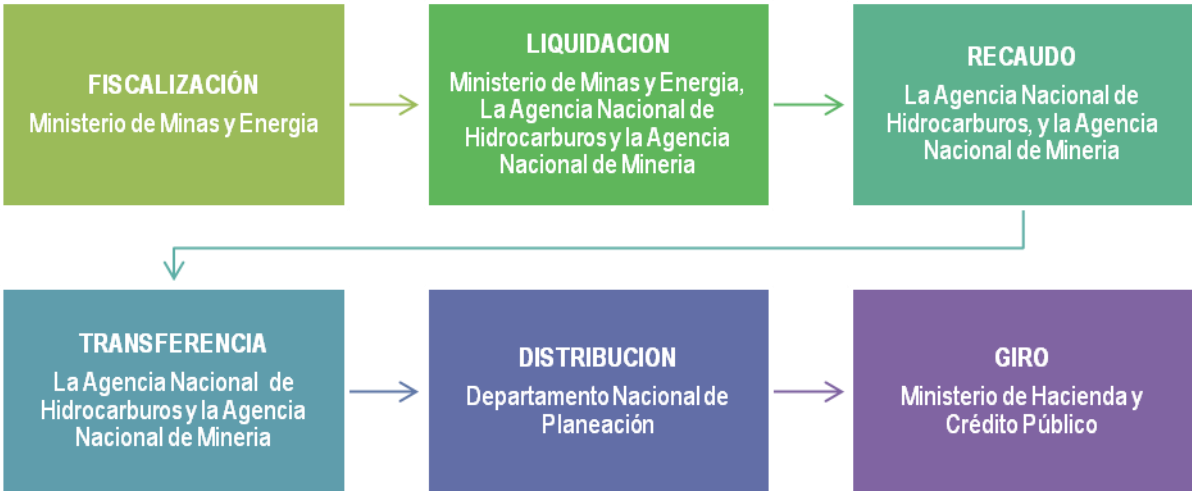 FISCALIZACIÓN
Ministerio de Minas y Energia
LIQUIDACION
Ministerio de Minas y Energia,
La Agencia Nacional de
Hidrocarburos y la Agencia
Nacional de Mineria
RECAUDO
La Agencia Nacional de
Hidrocarburos, y la Agencia
Nacional de Mineria
TRANSFERENCIA
La Agencia Nacional de
Hidrocarburos y la Agencia
Nacional de Mineria
DISTRIBUCION
Departamento Nacional de
Planeación
GIRO
Ministerio de Hacienda y
Crédito Público